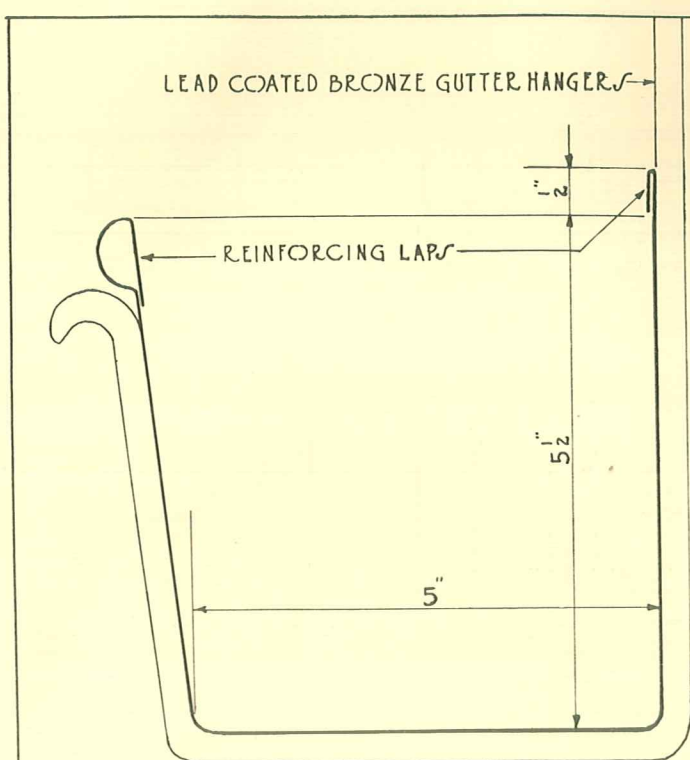 LEAD COATED BRONZE GUTTER HANGERS
1/2"
REINFORCING LAPS
5 1/2"
5"